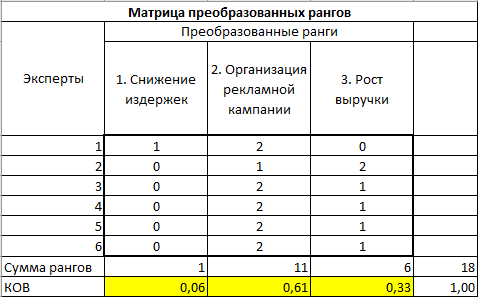 Матрица преобразованных рангов
Преобразованные ранги
Эксперты
1. Снижение
издержек
2. Организация
рекламной
кампании
3. Рост
выручки
1 1 2 0
2 0 1 2
3 0 2 1
4 0 2 1
5 0 2 1
6 0 2 1
Сумма рангов 1 11 6 18
КОВ 0,06 0,61 0,33 1,00